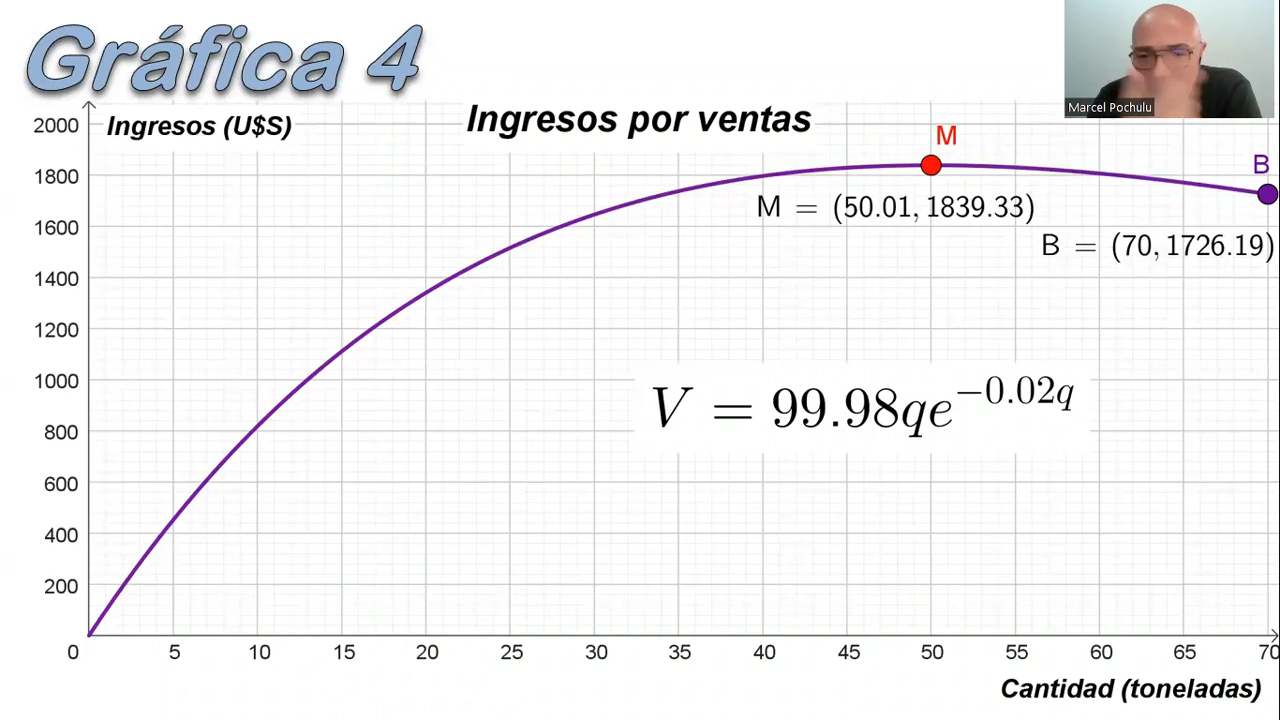 Gráfica 4
Marcel Pochulu
Ingresos por ventas
Ingresos (U$S)
2000
1800
1600
1400
1200
1000
800
600
400
200
0
5
10
15
20
25
30
35
40
45
50
55
60
65
70
Cantidad (toneladas)
M
B
M = (50.01, 1839.33)
B = (70, 1726.19)
V = 99.98qe^{−0.02q}